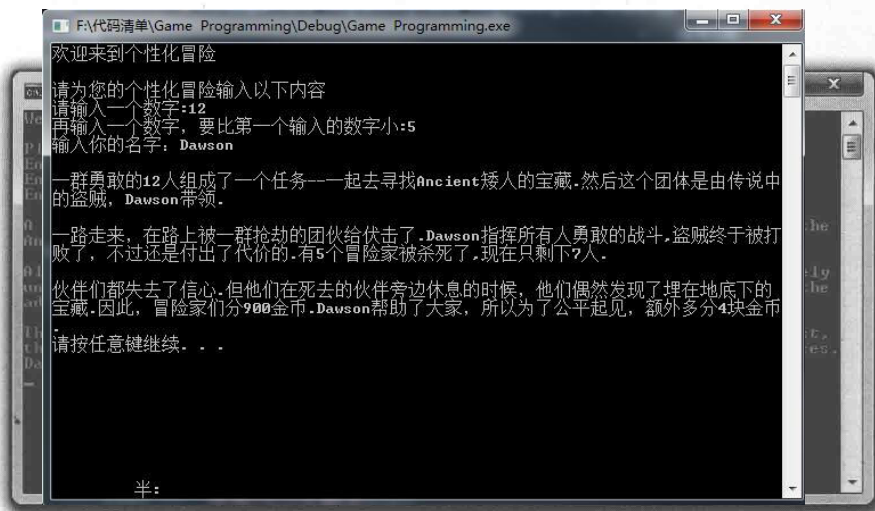 F:\代码清单\Game Programming\Debug\Game Programming.exe
欢迎来到个性化冒险
请为您的个性化冒险输入以下内容
请输入一个数字:12
再输入一个数字，要比第一个输入的数字小:5
输入你的名字：Dawson
一群勇敢的12人组成了一个任务--一起去寻找Ancient矮人的宝藏.然后这个团体是由传说中
的盗贼，Dawson带领.
一路走来，在路上被一群抢劫的团伙给伏击了.Dawson指挥所有人勇敢的战斗,盗贼终于被打
败了，不过还是付出了代价的.有5个冒险家被杀死了,现在只剩下7人.
伙伴们都失去了信心.但他们在死去的伙伴旁边休息的时候，他们偶然发现了埋在地底下的
宝藏.因此，冒险家们分900金币.Dawson帮助了大家，所以为了公平起见，额外多分4块金币
.
请按任意键继续. . .
半: